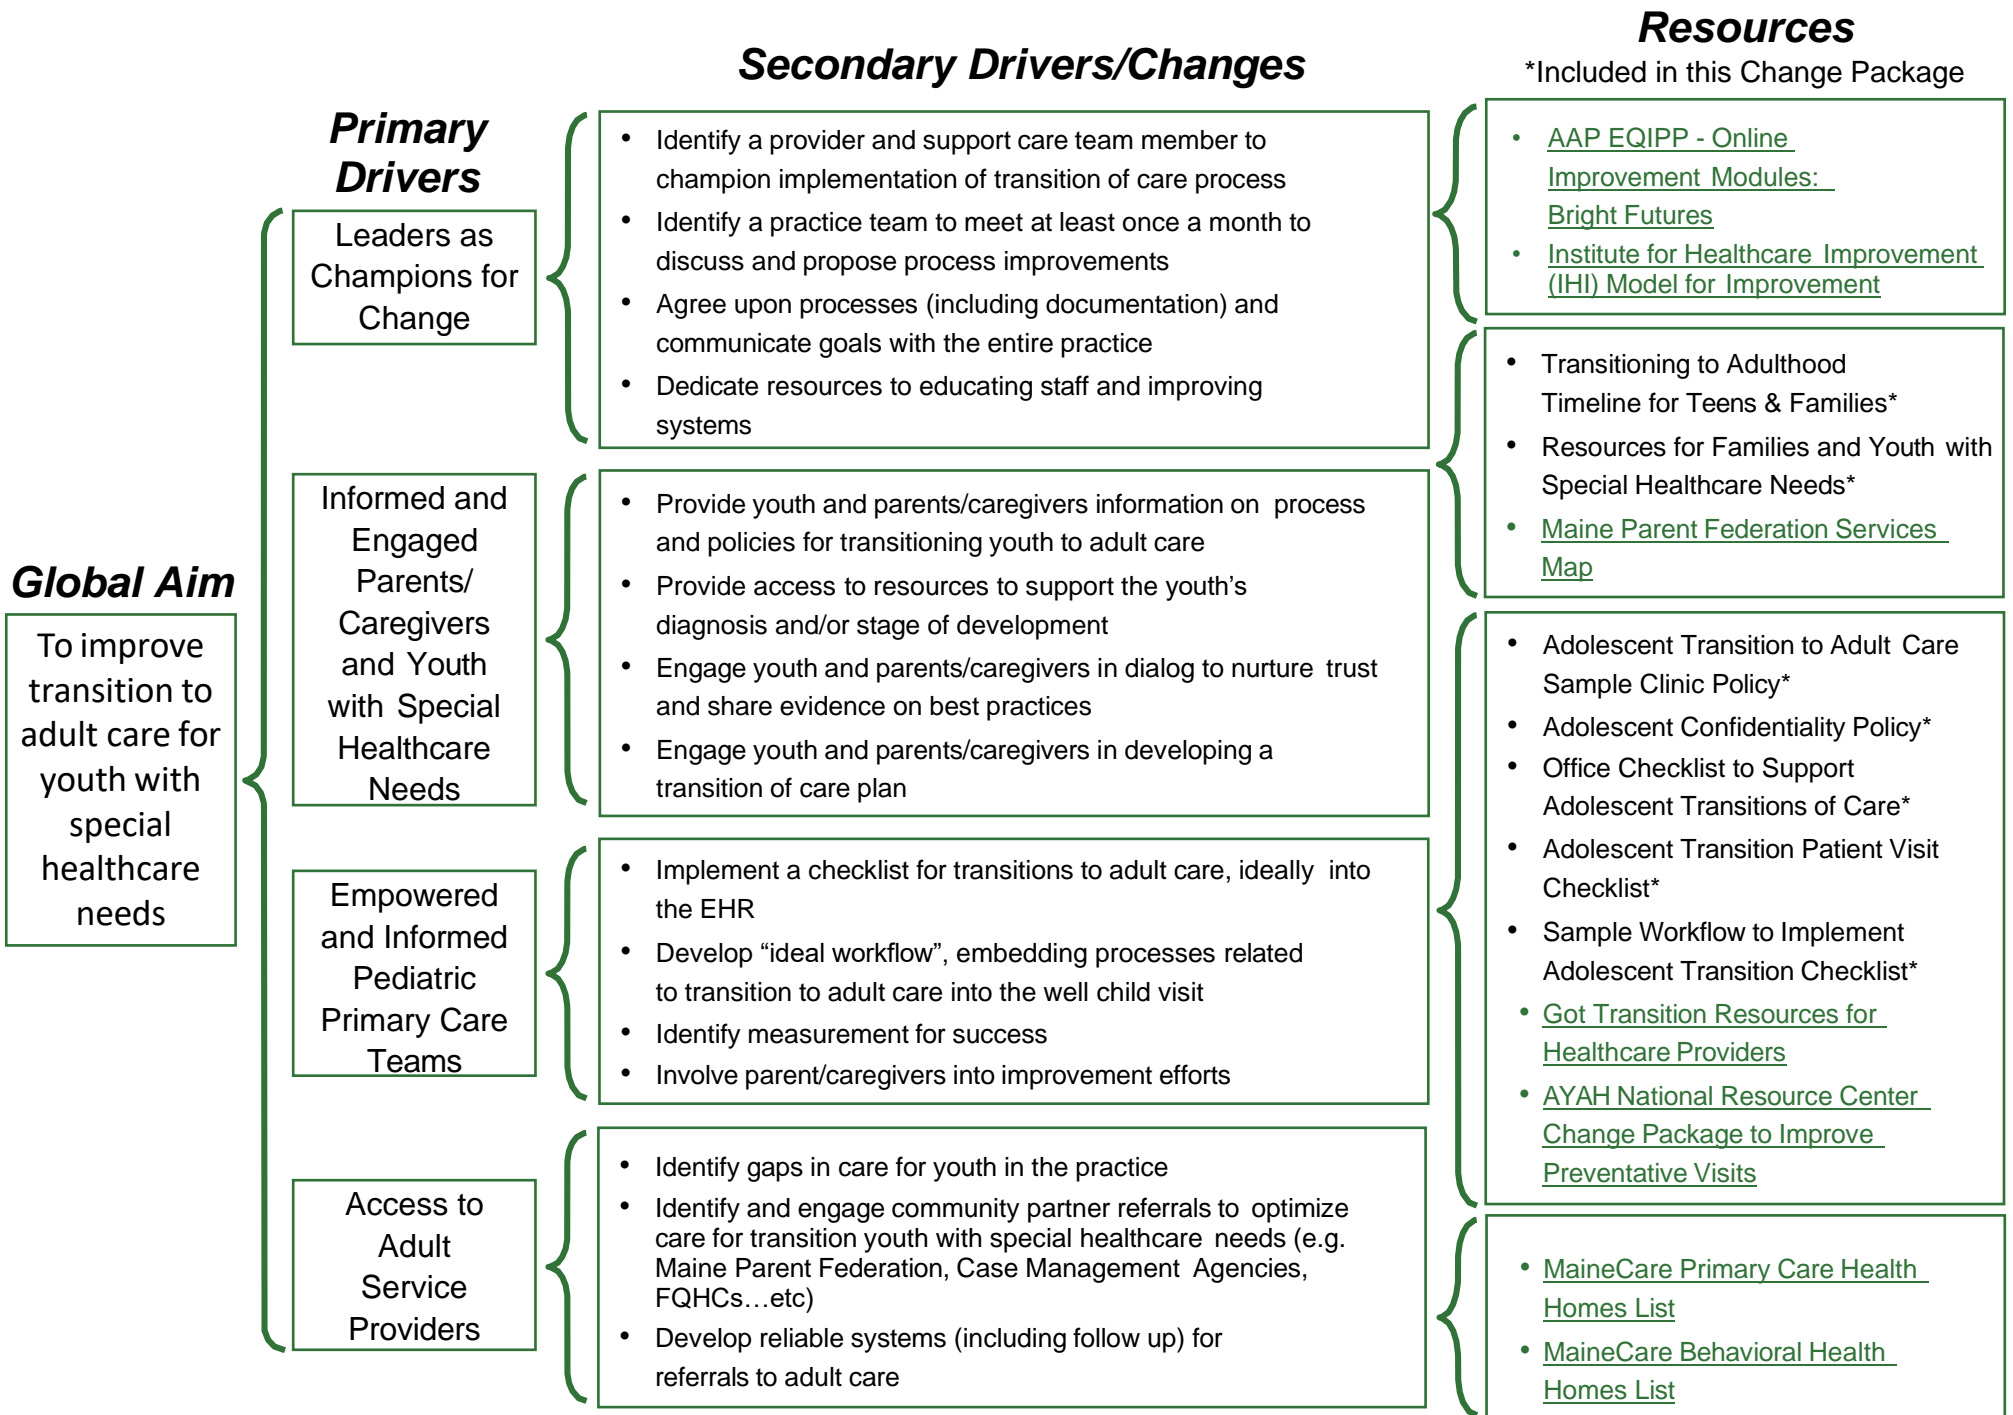 Global Aim
To improve
transition to
adult care for
youth with
special
healthcare
needs
Primary
Drivers
Leaders as
Champions for
Change
Informed and
Engaged
Parents/
Caregivers
and Youth
with Special
Healthcare
Needs
Empowered
and Informed
Pediatric
Primary Care
Teams
Access to
Adult
Service
Providers
Secondary Drivers/Changes
• Identify a provider and support care team member to
champion implementation of transition of care process
• Identify a practice team to meet at least once a month to
discuss and propose process improvements
• Agree upon processes (including documentation) and
communicate goals with the entire practice
• Dedicate resources to educating staff and improving
systems
• Provide youth and parents/caregivers information on process
and policies for transitioning youth to adult care
• Provide access to resources to support the youth’s
diagnosis and/or stage of development
• Engage youth and parents/caregivers in dialog to nurture trust
and share evidence on best practices
• Engage youth and parents/caregivers in developing a
transition of care plan
• Implement a checklist for transitions to adult care, ideally into
the EHR
• Develop “ideal workflow”, embedding processes related
to transition to adult care into the well child visit
• Identify measurement for success
• Involve parent/caregivers into improvement efforts
• Identify gaps in care for youth in the practice
• Identify and engage community partner referrals to optimize
care for transition youth with special healthcare needs (e.g.
Maine Parent Federation, Case Management Agencies,
FQHCs…etc)
• Develop reliable systems (including follow up) for
referrals to adult care
Resources
*Included in this Change Package
• AAP EQIPP - Online
Improvement Modules:
Bright Futures
• Institute for Healthcare Improvement
(IHI) Model for Improvement
• Transitioning to Adulthood
Timeline for Teens & Families*
• Resources for Families and Youth with
Special Healthcare Needs*
• Maine Parent Federation Services
Map
• Adolescent Transition to Adult Care
Sample Clinic Policy*
• Adolescent Confidentiality Policy*
• Office Checklist to Support
Adolescent Transitions of Care*
• Adolescent Transition Patient Visit
Checklist*
• Sample Workflow to Implement
Adolescent Transition Checklist*
• Got Transition Resources for
Healthcare Providers
• AYAH National Resource Center
Change Package to Improve
Preventative Visits
• MaineCare Primary Care Health
Homes List
• MaineCare Behavioral Health
Homes List